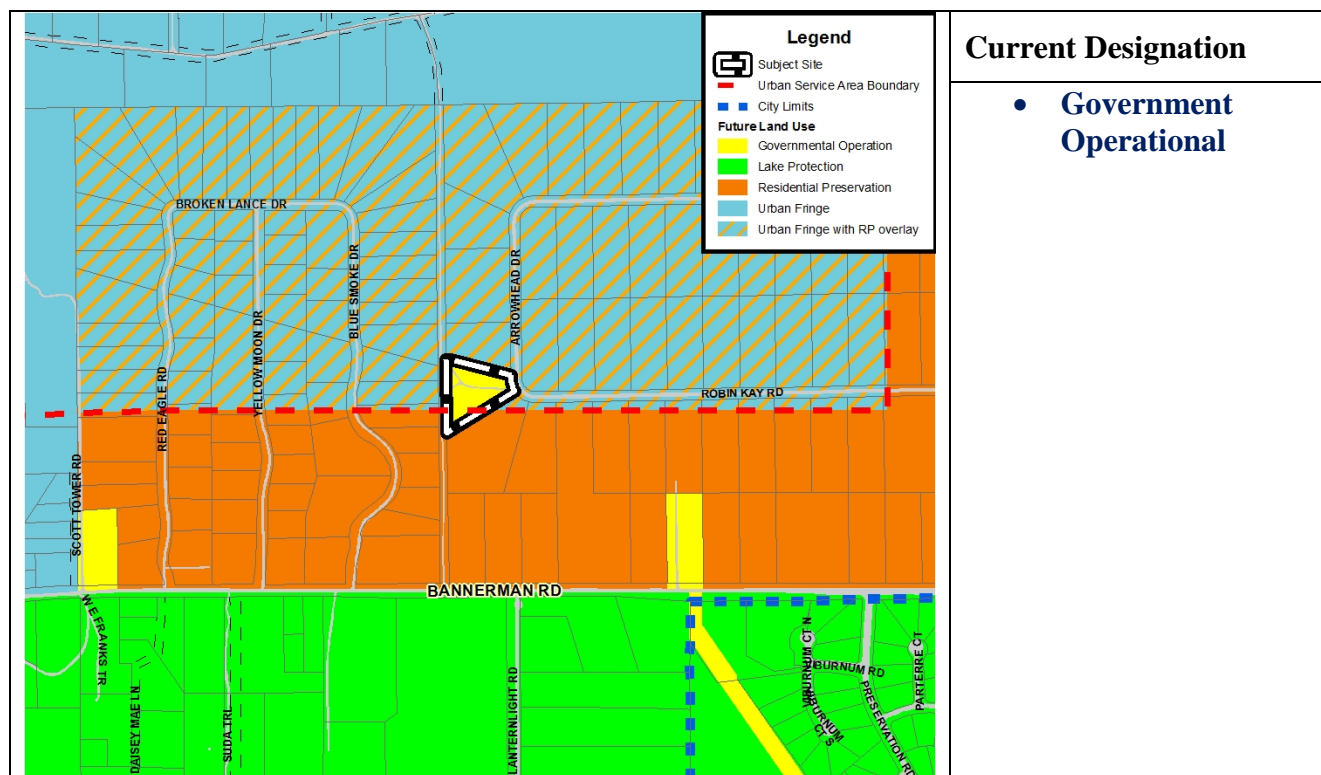 Legend
Subject Site
Urban Service Area Boundary
City Limits
Future Land Use
Governmental Operation
Lake Protection
Residential Preservation
Urban Fringe
Urban Fringe with RP overlay
Current Designation
• Government
Operational
BROKEN LANCE DR
RED EAGLE RD
YELLOW MOON DR
BLUE SMOKE DR
ARROWHEAD DR
ROBIN KAY RD
SCOTT TOWER RD
BANNERMAN RD
W E FRANKS TR
DAISEY MAE LN
SUDA TRL
LANTERNLIGHT RD
VIBURNUM CT N
VIBURNUM RD
VIBURNUM CT S
PRESERVATION RD
PARTERRE CT